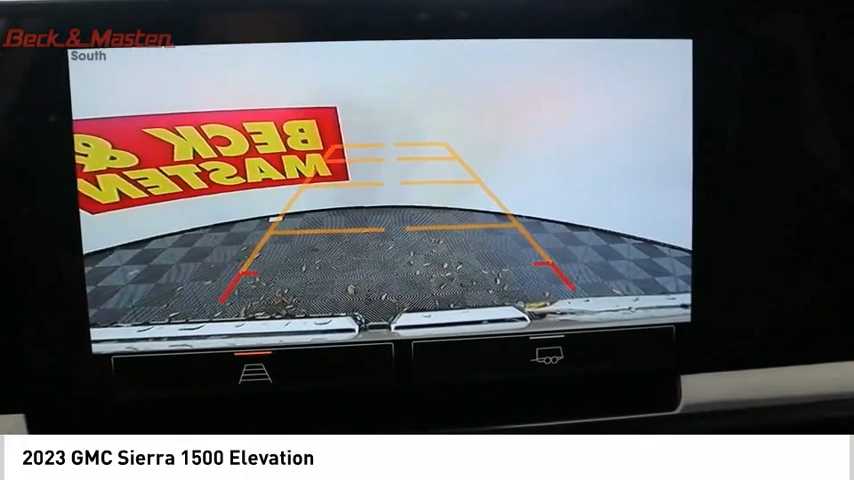 Beck & Masten
South
BECK &
MASTEN
2023 GMC Sierra 1500 Elevation